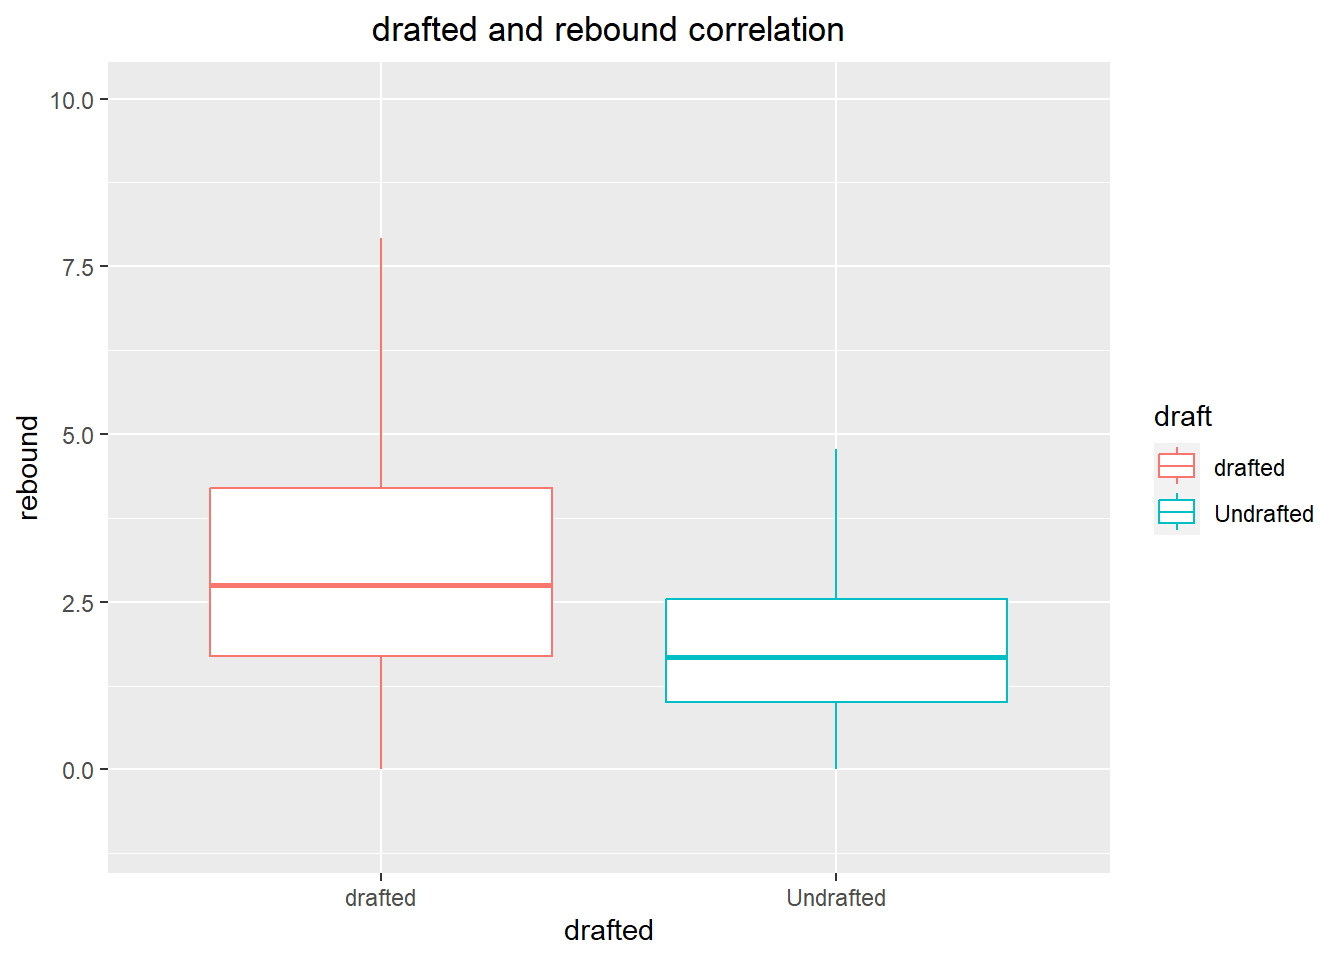 drafted and rebound correlation
10.0
7.5
5.0
2.5
0.0
rebound
drafted
Undrafted
drafted
draft
drafted
Undrafted